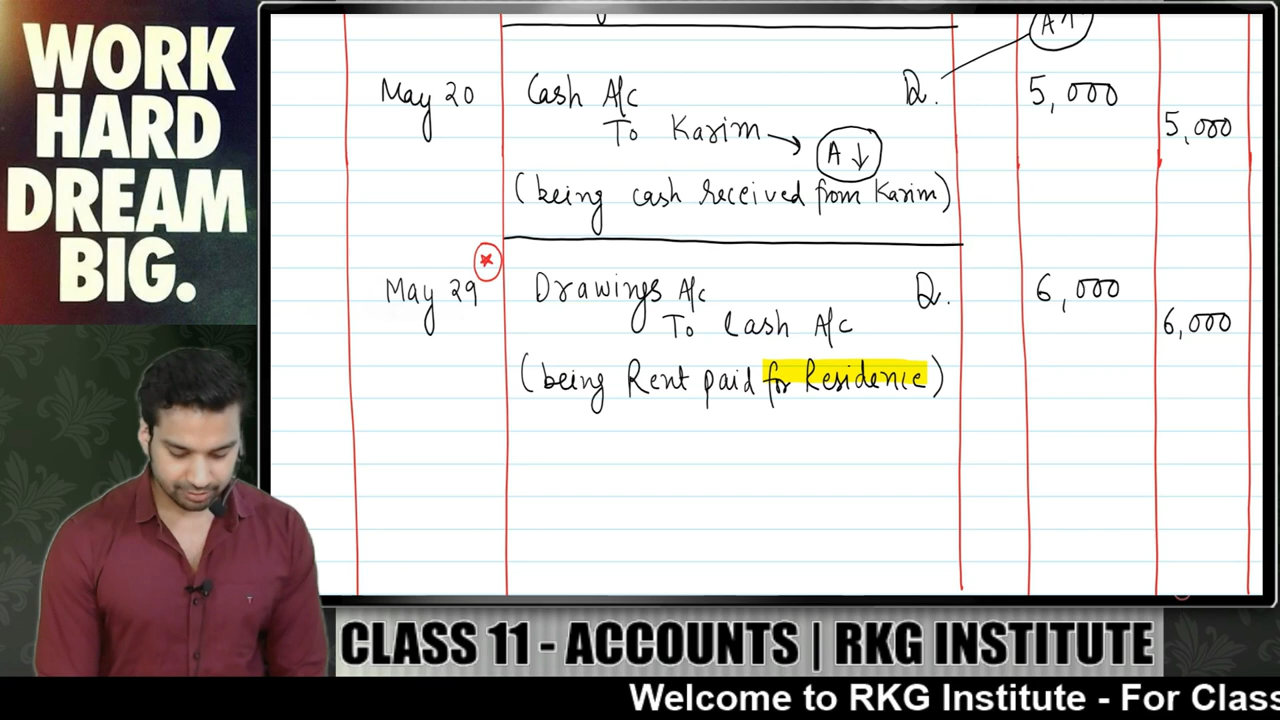 WORK
HARD
DREAM
BIG.
A ↑
May 20 Cash A/c D. 5,000
To Karim → A ↓ 5,000
(being cash received from Karim)
May 29 Drawings A/c D. 6,000
To Cash A/c 6,000
(being Rent paid for Residence)
CLASS 11 - ACCOUNTS | RKG INSTITUTE
Welcome to RKG Institute - For Class